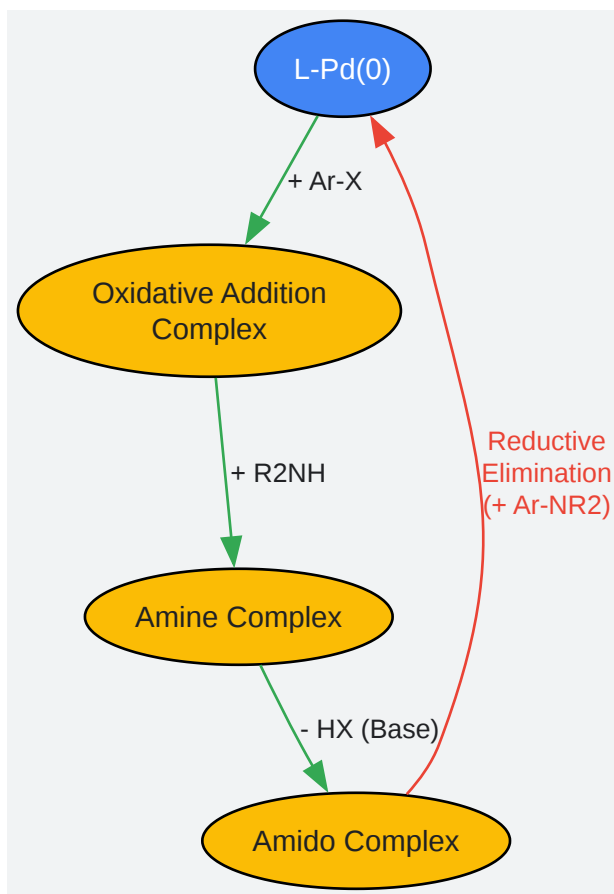 L-Pd(0)
+ Ar-X
Oxidative Addition
Complex
+ R2NH
Reductive
Elimination
(+ Ar-NR2)
Amine Complex
- HX (Base)
Amido Complex